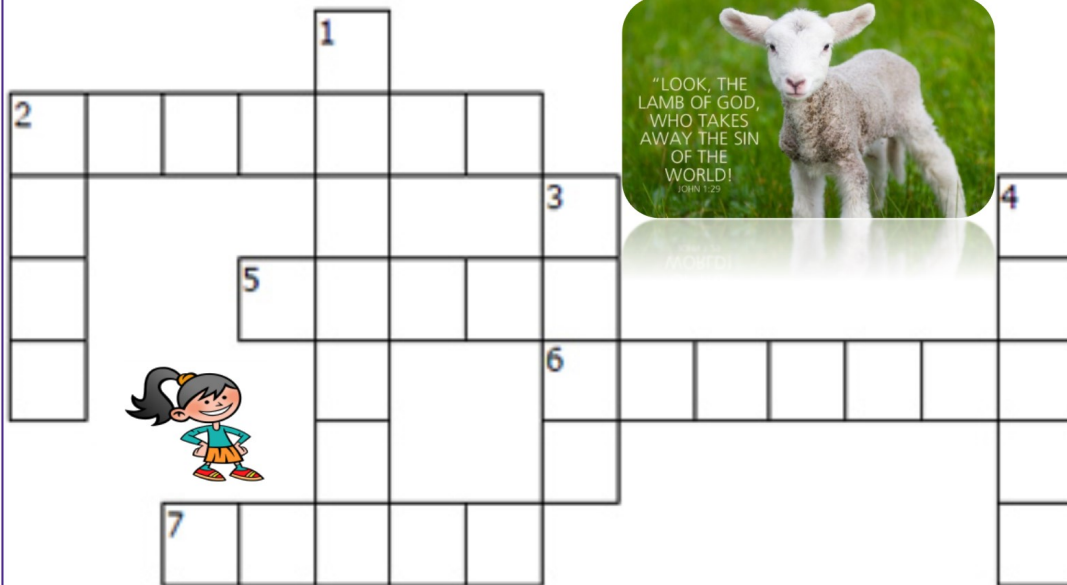 1
2
“LOOK, THE
LAMB OF GOD,
WHO TAKES
AWAY THE SIN
OF THE
WORLD!
JOHN 1:29
3
4
5
6
7